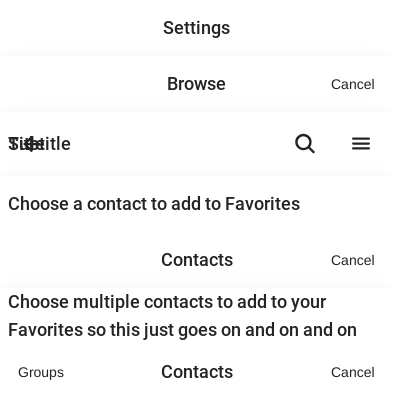 Settings
Browse Cancel
Choose a contact to add to Favorites
Contacts Cancel
Choose multiple contacts to add to your
Favorites so this just goes on and on and on
Groups Contacts Cancel